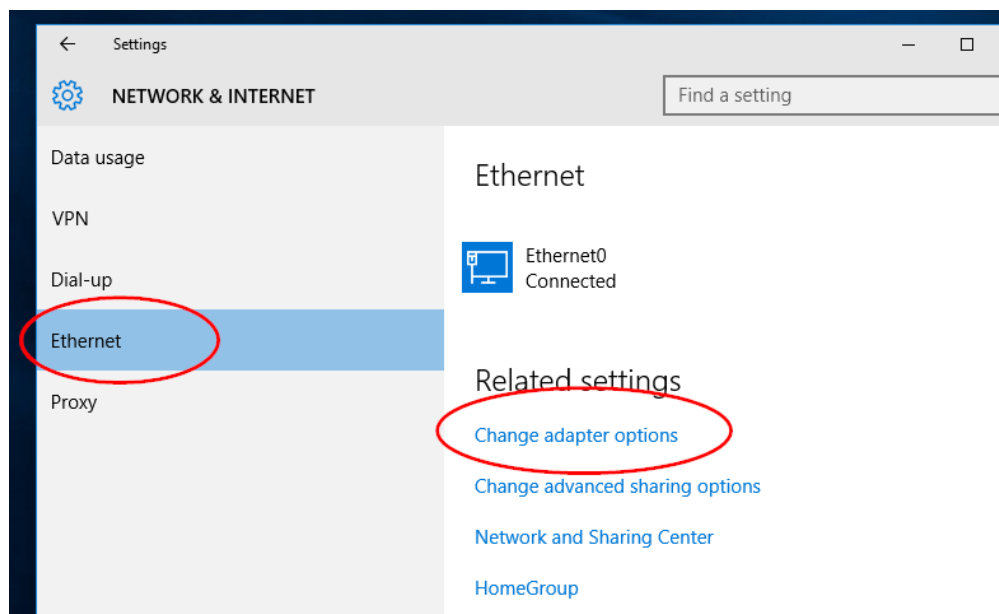 Settings
NETWORK & INTERNET
Find a setting
Data usage
VPN
Dial-up
Ethernet
Proxy
Ethernet
Ethernet0
Connected
Related settings
Change adapter options
Change advanced sharing options
Network and Sharing Center
HomeGroup